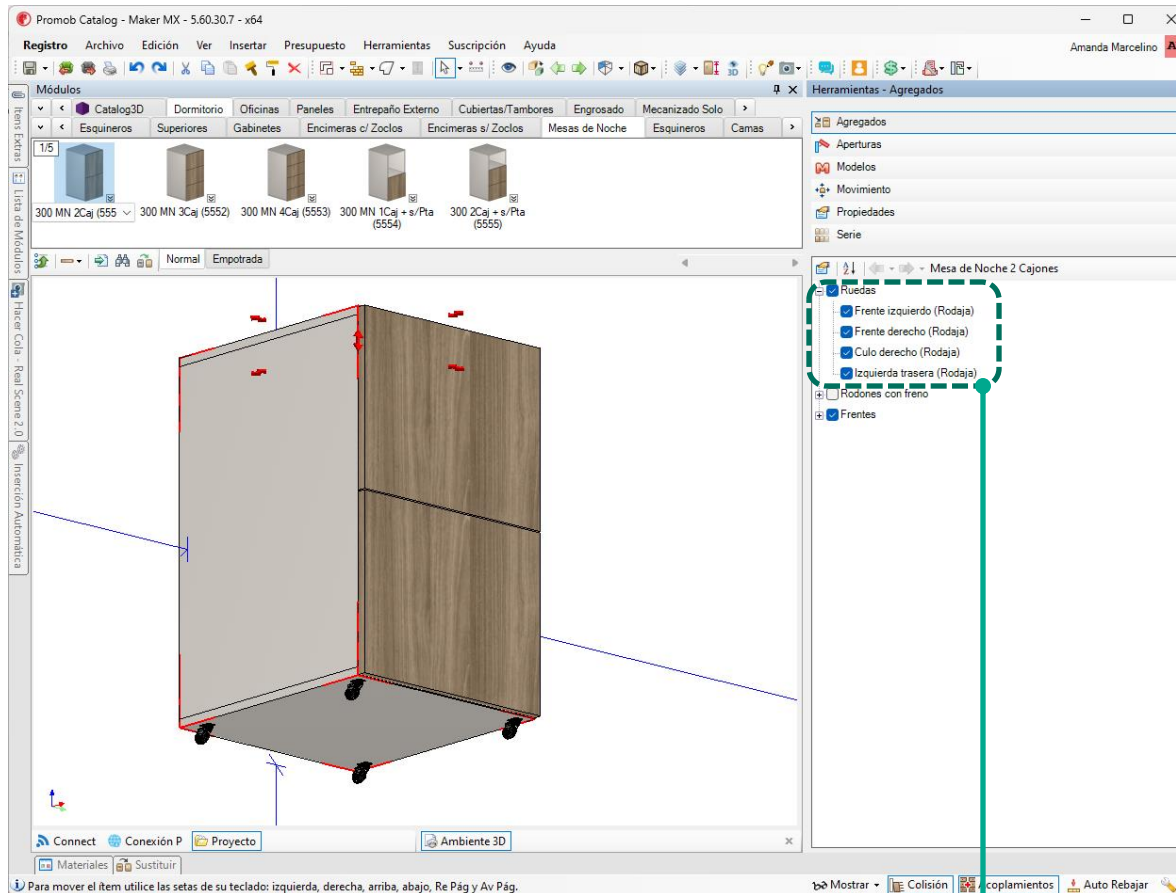 Promob Catalog - Maker MX - 5.60.30.7 - x64
Registro Archivo Edición Ver Insertar Presupuesto Herramientas Suscripción Ayuda
Amanda Marcelino A
Módulos
Herramientas - Agregados
Catalog3D Dormitorio Oficinas Paneles Entrepaño Externo Cubiertas/Tambores Engrosado Mecanizado Solo
Esquineros Superiores Gabinetes Encimeras c/ Zoclos Encimeras s/ Zoclos Mesas de Noche Esquineros Camas
1/5
300 MN 2Caj (555
300 MN 3Caj (5552)
300 MN 4Caj (5553)
300 MN 1Caj + s/Pta
(5554)
300 2Caj + s/Pta
(5555)
Normal Empotrada
Itens Extras
Lista de Módulos
Hacer Cola - Real Scene 2.0
Inserción Automática
Agregados
Aperturas
Modelos
Movimiento
Propiedades
Serie
Mesa de Noche 2 Cajones
Ruedas
Frente izquierdo (Rodaja)
Frente derecho (Rodaja)
Culo derecho (Rodaja)
Izquierda trasera (Rodaja)
Rodones con freno
Frentes
Connect Conexión P Proyecto Ambiente 3D
Materiales Sustituir
Para mover el ítem utilice las setas de su teclado: izquierda, derecha, arriba, abajo, Re Pág y Av Pág.
Mostrar Colisión coplamientos Auto Rebajar